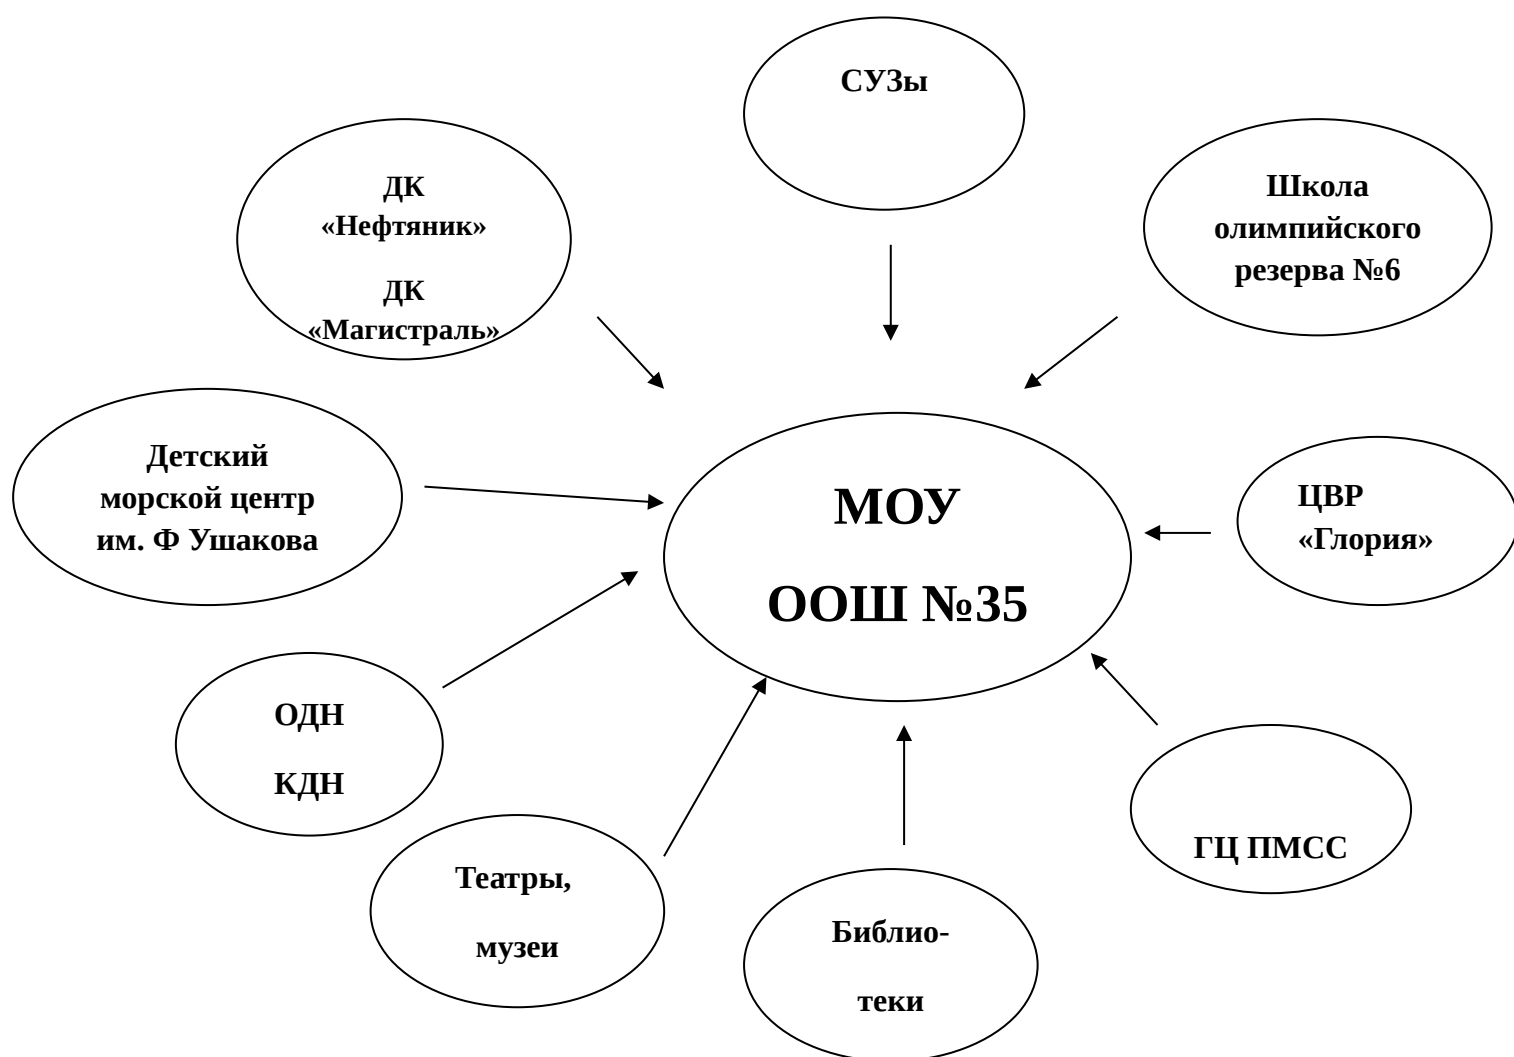 СУЗы
ДК
«Нефтяник»
ДК
«Магистраль»
Школа
олимпийского
резерва №6
Детский
морской центр
им. Ф Ушакова
МОУ
ООШ №35
ЦВР
«Глория»
ОДН
КДН
ГЦ ПМСС
Театры,
музеи
Библио-
теки